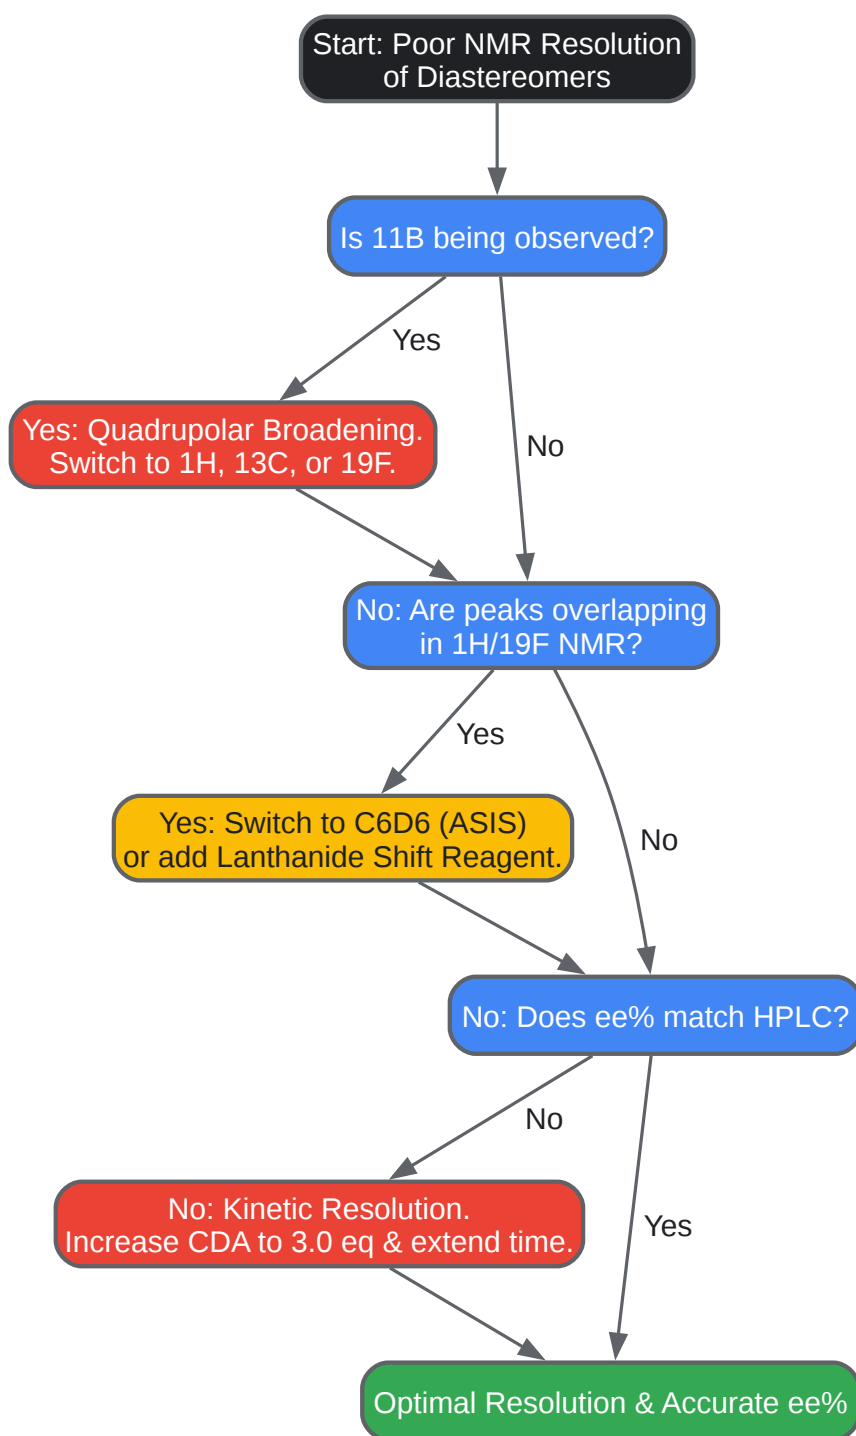 Start: Poor NMR Resolution
of Diastereomers
Is 11B being observed?
Yes
Yes: Quadrupolar Broadening.
Switch to 1H, 13C, or 19F.
No
No: Are peaks overlapping
in 1H/19F NMR?
Yes
Yes: Switch to C6D6 (ASIS)
or add Lanthanide Shift Reagent.
No
No: Does ee% match HPLC?
No
No: Kinetic Resolution.
Increase CDA to 3.0 eq & extend time.
Yes
Optimal Resolution & Accurate ee%